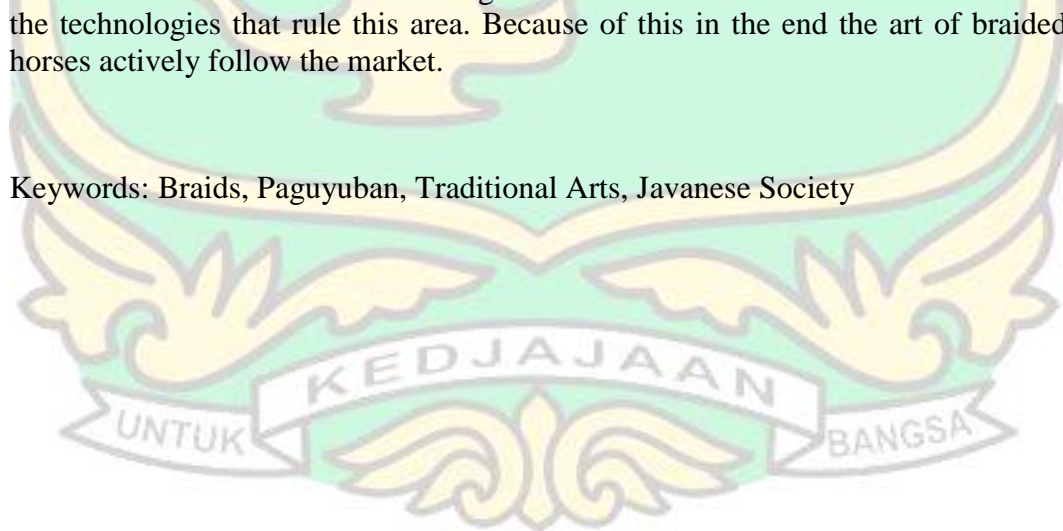 the technologies that rule this area. Because of this in the end the art of braided
horses actively follow the market.
Keywords: Braids, Paguyuban, Traditional Arts, Javanese Society
KEDJAJAAN
UNTUK
BANGSA